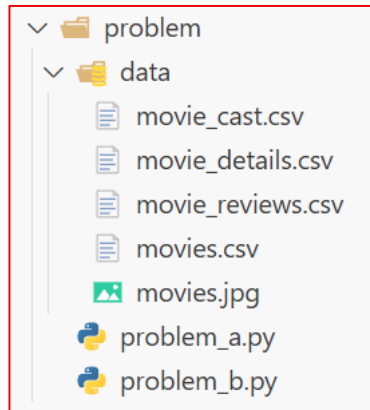 problem
data
movie_cast.csv
movie_details.csv
movie_reviews.csv
movies.csv
movies.jpg
problem_a.py
problem_b.py